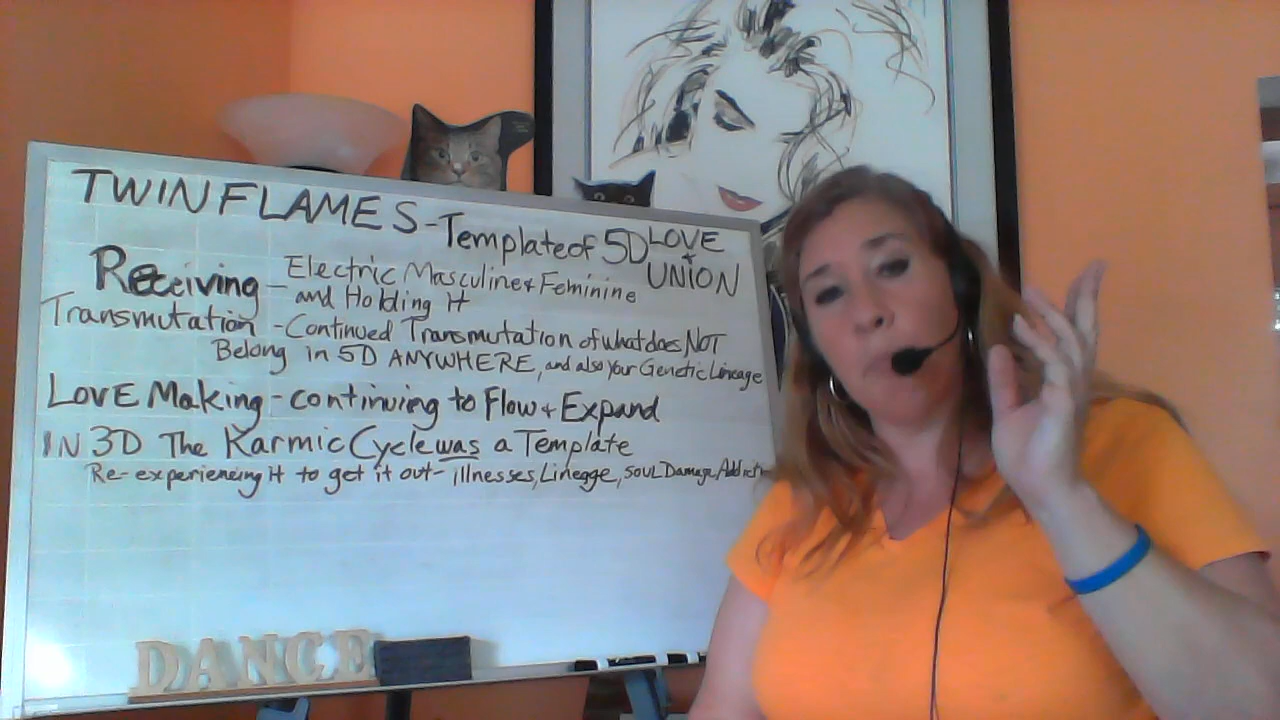 TWIN FLAMES - Template of 5D LOVE
+ UNION
Receiving - Electric Masculine + Feminine
and Holding It
Transmutation - Continued Transmutation of what does NOT
Belong in 5D ANYWHERE, and also Your Genetic Lineage
LOVE Making - continuing to Flow + Expand
IN 3D The Karmic Cycle was a Template
Re-experiencing It to get it out - illnesses, Lineage, SOUL Damage,
DANCE